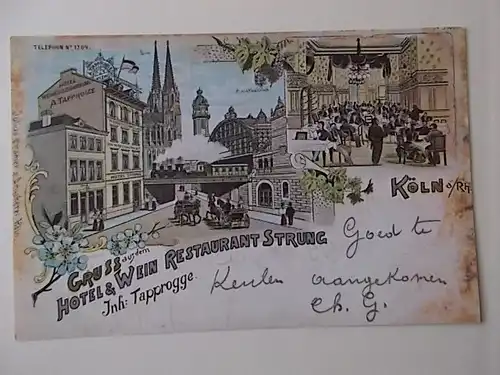 TELEPHON Nº 1709.
A. TAPPROGGE
KÖLN a/RH.
GRUSS aus dem
HOTEL & WEIN RESTAURANT STRUNG
Inh: Tapprogge.
Goed te
Keulen aangekomen
Ch. G.